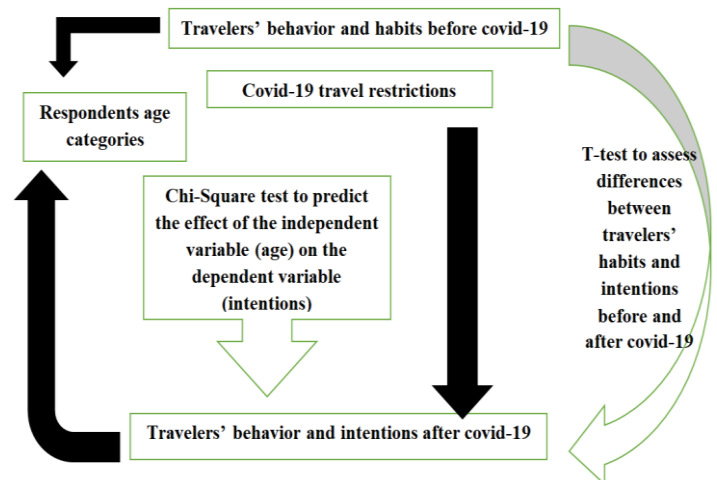 Travelers’ behavior and habits before covid-19
Covid-19 travel restrictions
Respondents age
categories
Chi-Square test to predict
the effect of the independent
variable (age) on the
dependent variable
(intentions)
T-test to assess
differences
between
travelers’
habits and
intentions
before and
after covid-19
Travelers’ behavior and intentions after covid-19